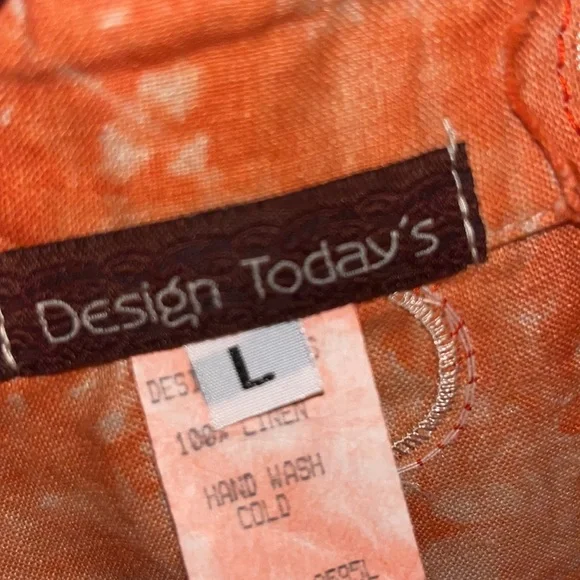 Design Today's
L
100% LINEN
HAND WASH
COLD